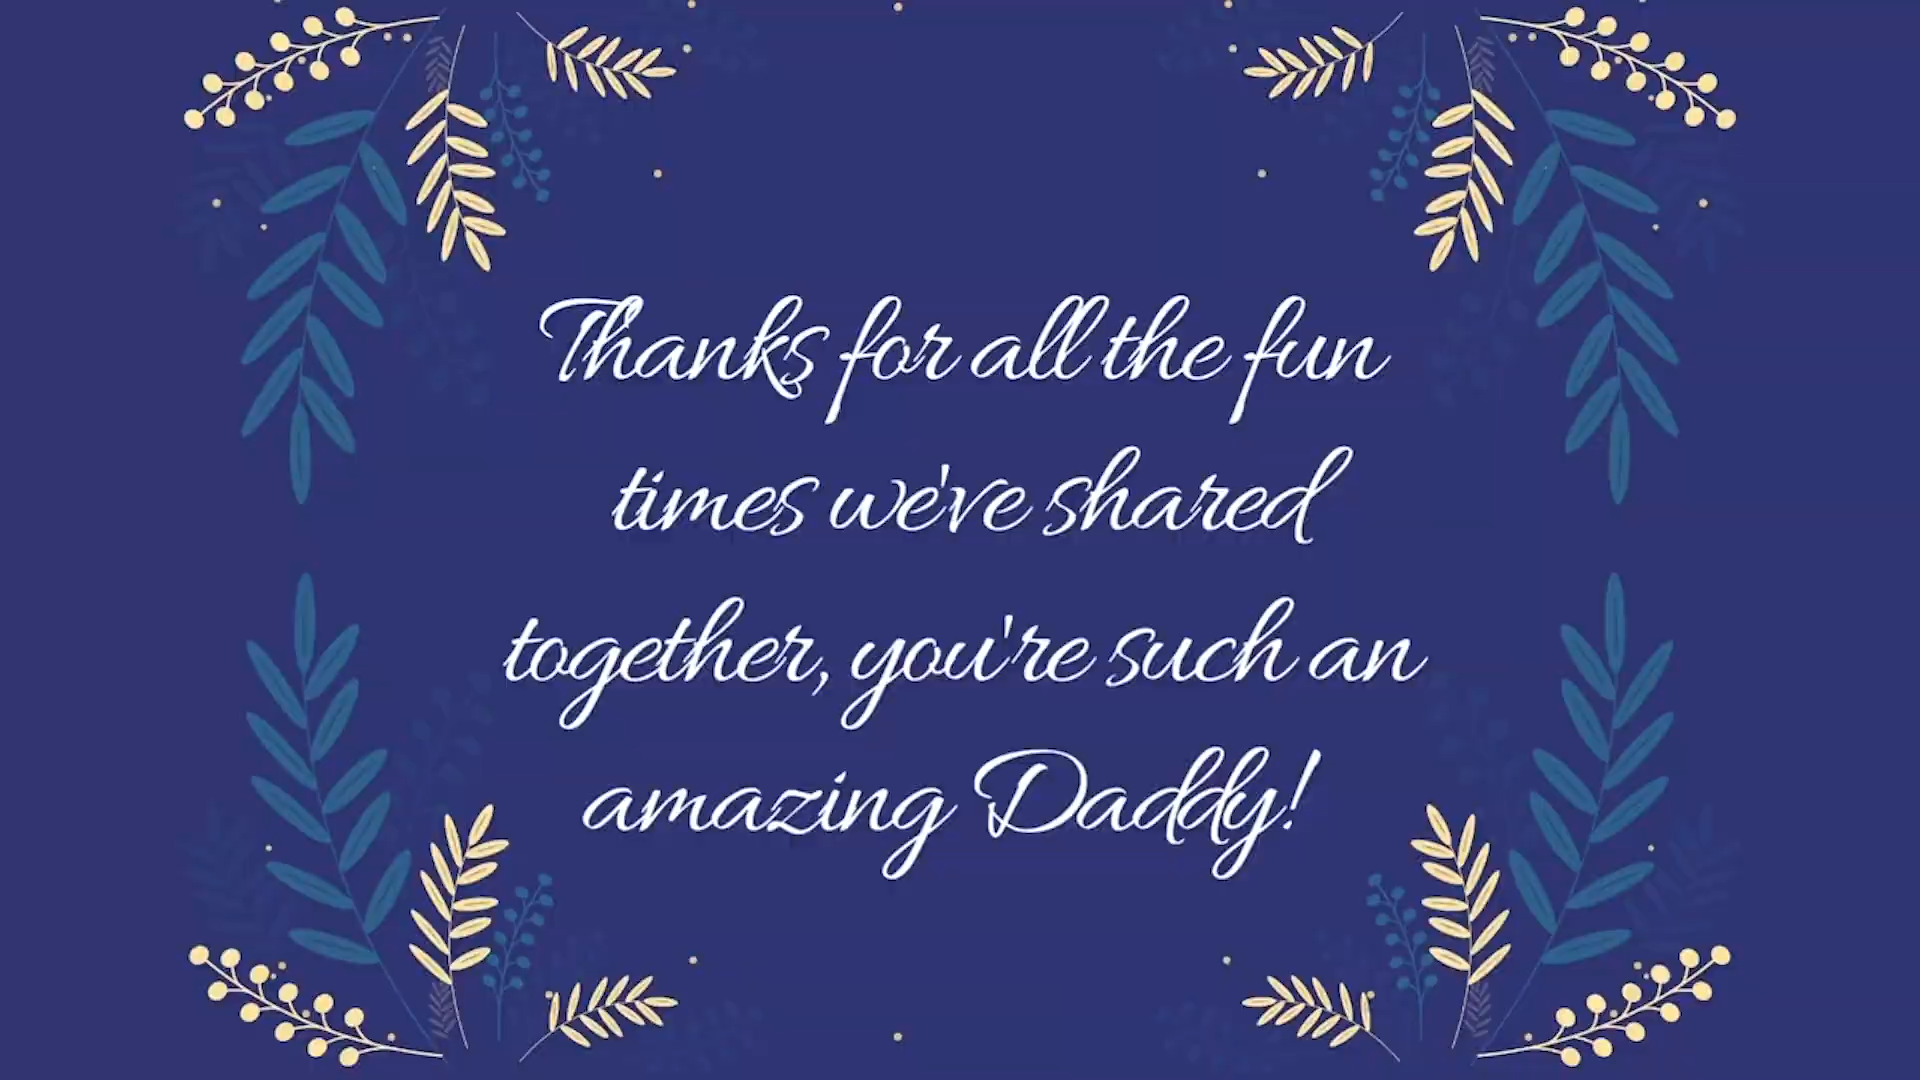 Thanks for all the fun
times we've shared
together, you're such an
amazing Daddy!